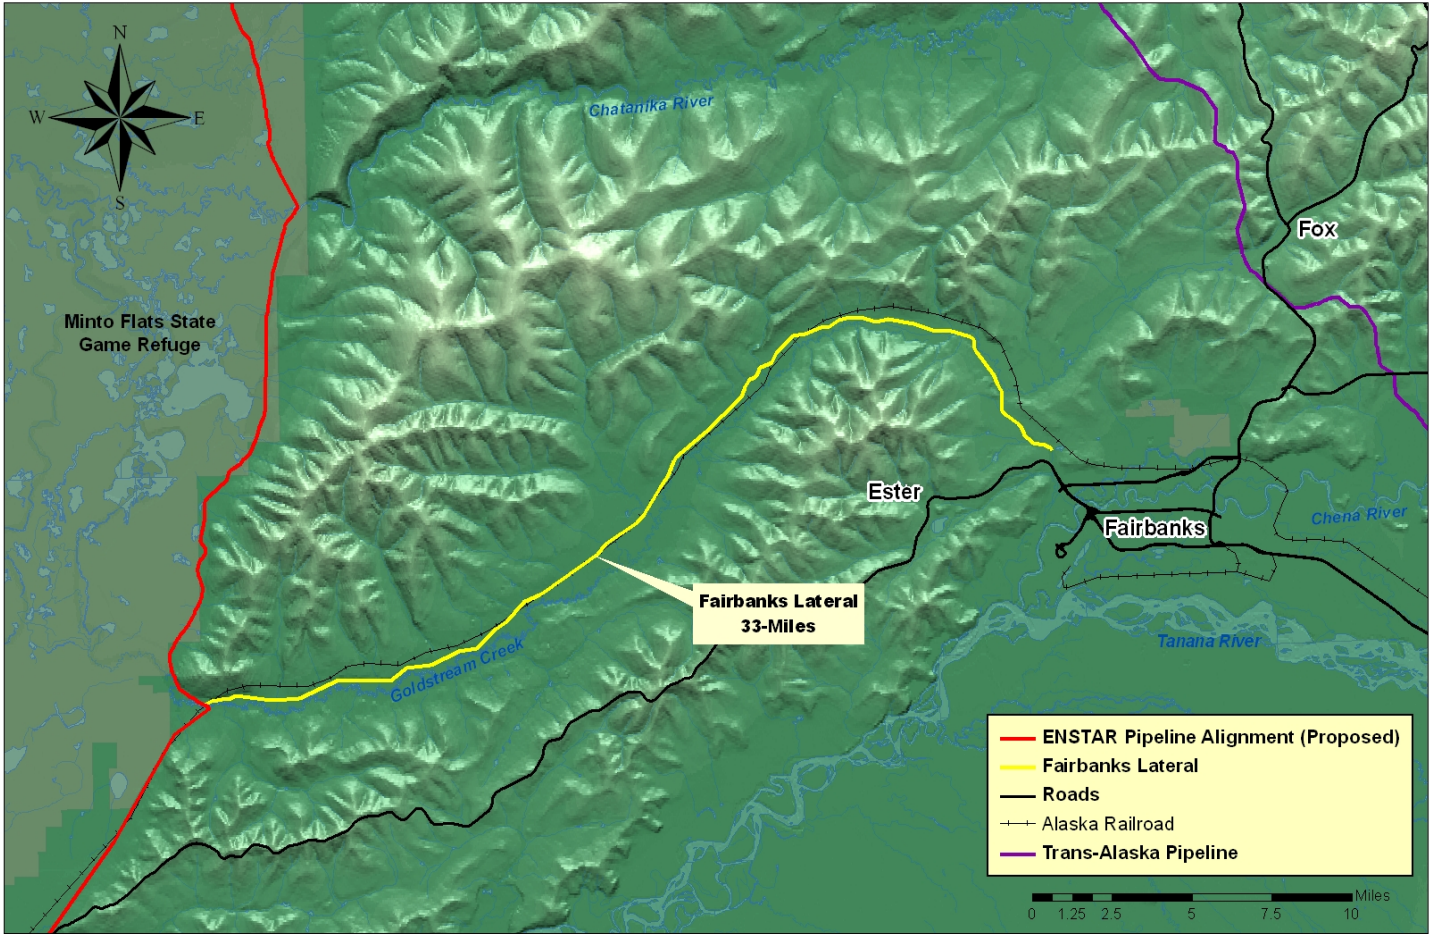 N
W
E
S
Chatanika River
Fox
Minto Flats State
Game Refuge
Ester
Chena River
Fairbanks
Fairbanks Lateral
33-Miles
Tanana River
Goldstream Creek
ENSTAR Pipeline Alignment (Proposed)
Fairbanks Lateral
Roads
Alaska Railroad
Trans-Alaska Pipeline
Miles
0 1.25 2.5 5 7.5 10